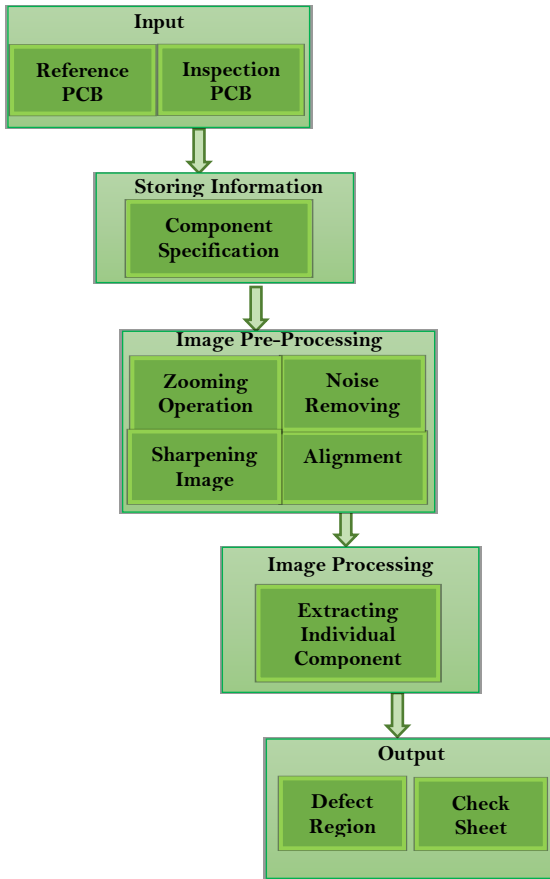 Input
Reference
PCB
Inspection
PCB
Storing Information
Component
Specification
Image Pre-Processing
Zooming
Operation
Noise
Removing
Sharpening
Image
Alignment
Image Processing
Extracting
Individual
Component
Output
Defect
Region
Check
Sheet